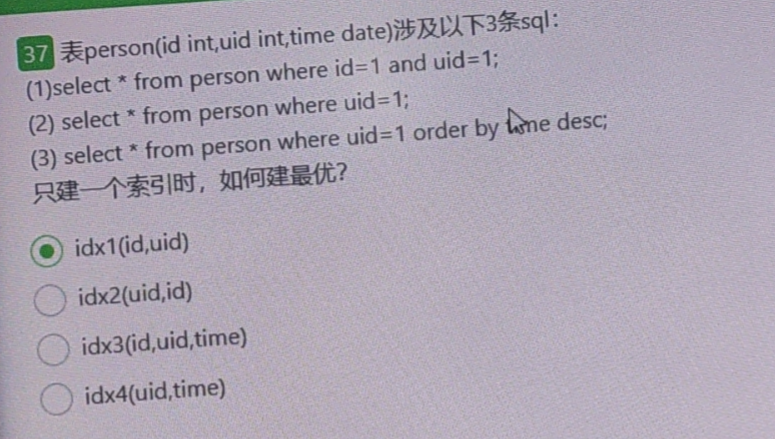 37 表person(id int,uid int,time date)涉及以下3条sql:
(1)select * from person where id=1 and uid=1;
(2) select * from person where uid=1;
(3) select * from person where uid=1 order by time desc;
只建一个索引时，如何建最优?
idx1(id,uid)
idx2(uid,id)
idx3(id,uid,time)
idx4(uid,time)